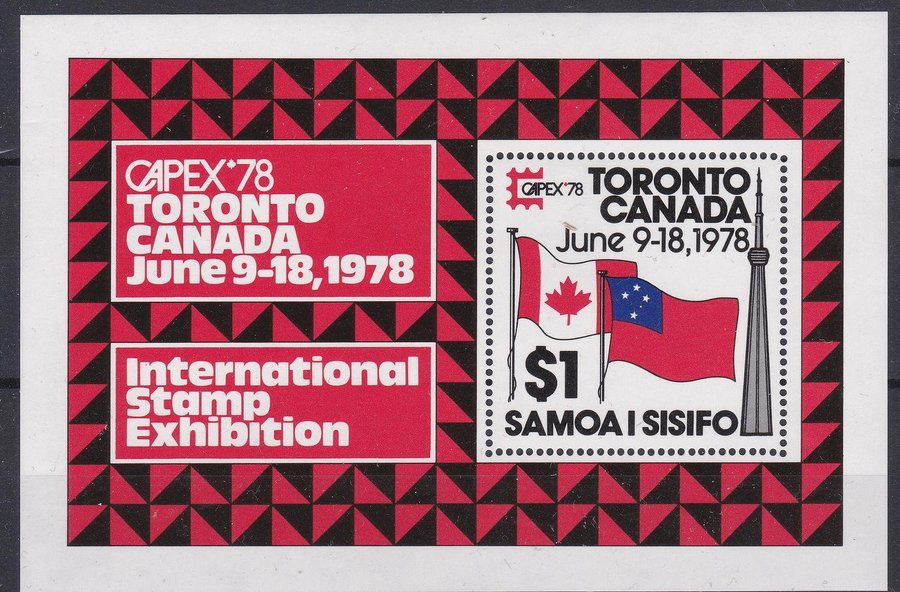 CAPEX'78
TORONTO
CANADA
June 9-18, 1978
International
Stamp
Exhibition
CAPEX'78
TORONTO
CANADA
June 9-18, 1978
$1
SAMOA I SISIFO